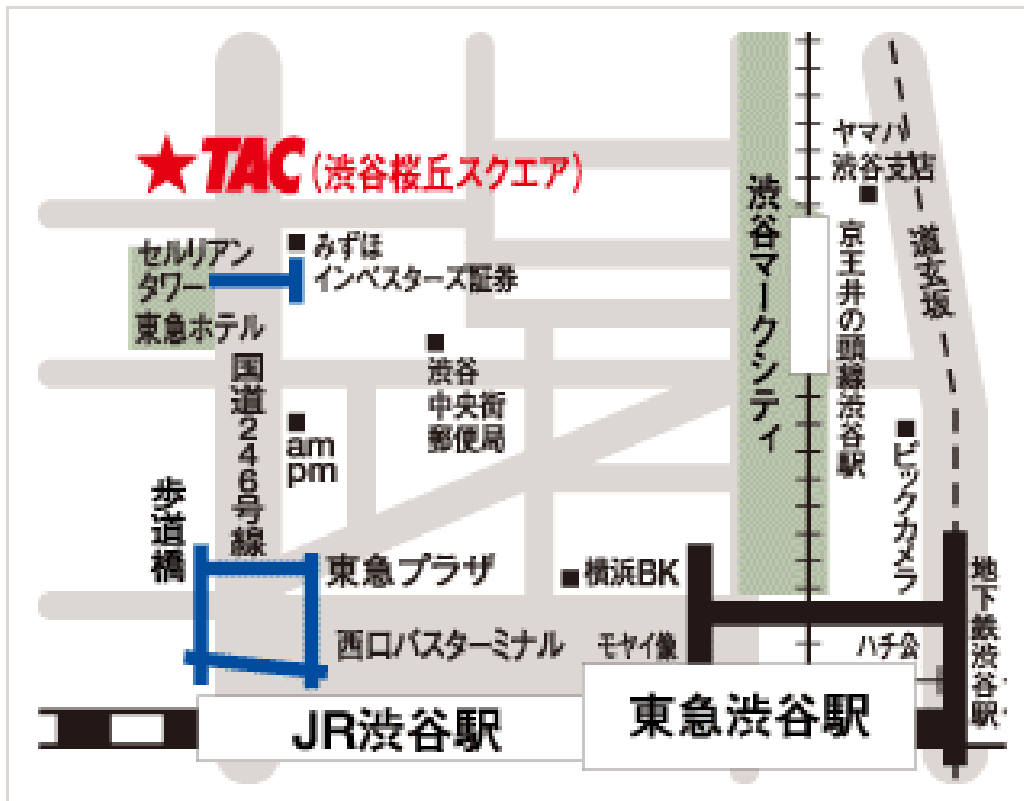 ヤマハ
渋谷支店
TAC (渋谷桜丘スクエア)
渋谷マークシティ
京王井の頭線渋谷駅
道玄坂
セルリアン
タワー
東急ホテル
みずほ
インベスターズ証券
渋谷
中央街
郵便局
国道246号線
am
pm
ビックカメラ
歩道橋
東急プラザ
横浜BK
地下鉄渋谷駅
西口バスターミナル
モヤイ像
ハチ公
JR渋谷駅
東急渋谷駅